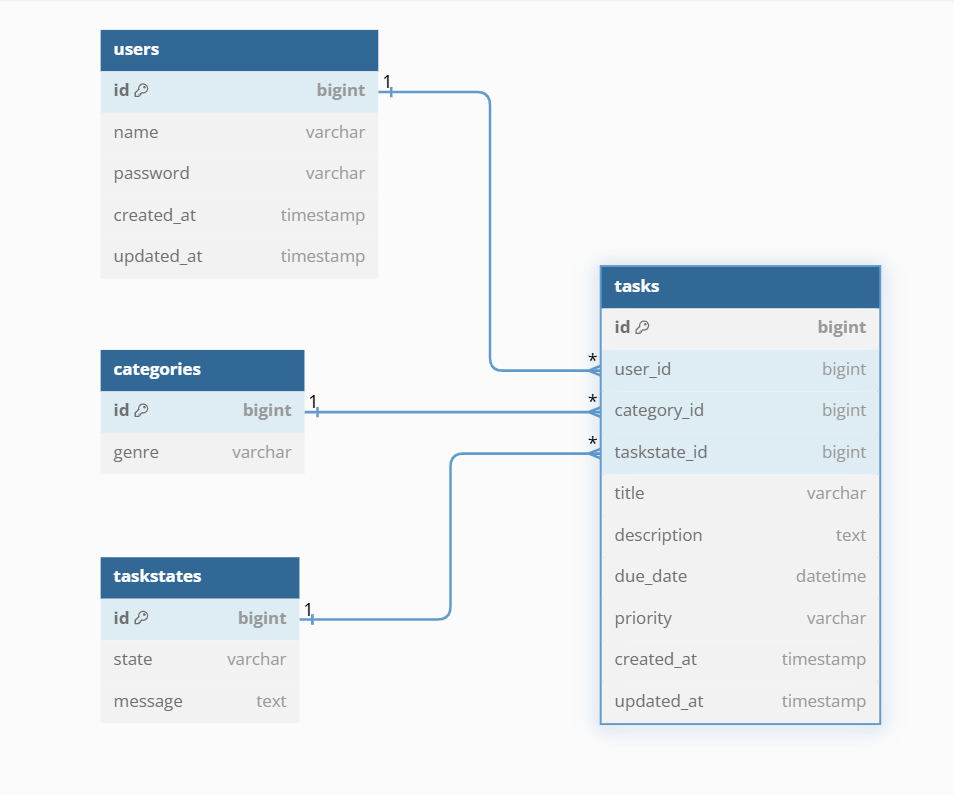 users
id bigint
name varchar
password varchar
created_at timestamp
updated_at timestamp
1
categories
id bigint
genre varchar
1
taskstates
id bigint
state varchar
message text
1
tasks
id bigint
* user_id bigint
* category_id bigint
* taskstate_id bigint
title varchar
description text
due_date datetime
priority varchar
created_at timestamp
updated_at timestamp